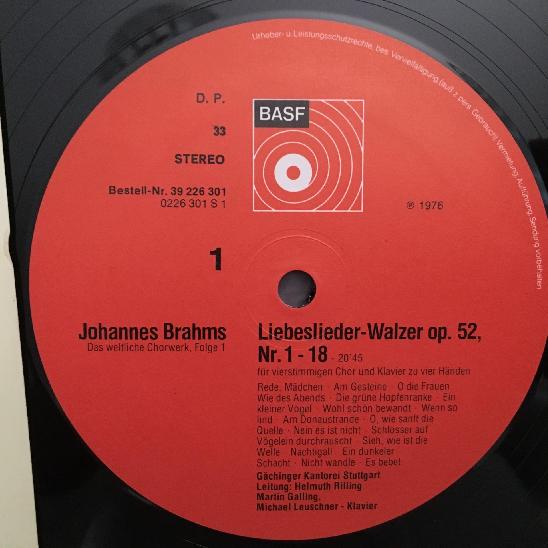 Urheber- u. Leistungsschutzrechte, bes. Vervielfältigung (auß. z. pers. Gebrauch), Vermietung, Aufführung, Sendung vorbehalten
D. P.
BASF
33
STEREO
Bestell-Nr. 39 226 301
0226 301 S 1
℗ 1976
1
Johannes Brahms
Das weltliche Chorwerk, Folge 1
Liebeslieder-Walzer op. 52,
Nr. 1 - 18 - 20'45
für vierstimmigen Chor und Klavier zu vier Händen
Rede, Mädchen · Am Gesteine · O die Frauen
Wie des Abends · Die grüne Hopfenranke · Ein
kleiner Vogel · Wohl schön bewandt · Wenn so
lind · Am Donaustrande · O, wie sanft die
Quelle · Nein es ist nicht · Schlosser auf
Vögelein durchrauscht · Sieh, wie ist die
Welle · Nachtigall · Ein dunkeler
Schacht · Nicht wandle · Es bebet
Gächinger Kantorei Stuttgart
Leitung: Helmuth Rilling
Martin Galling,
Michael Leuschner - Klavier